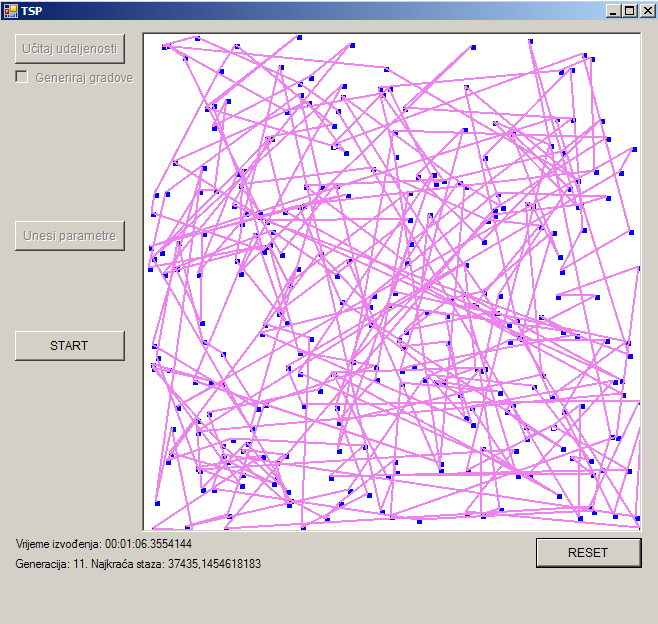 TSP
Učitaj udaljenosti
Generiraj gradove
Unesi parametre
START
Vrijeme izvođenja: 00:01:06.3554144
RESET
Generacija: 11. Najkraća staza: 37435,1454618183